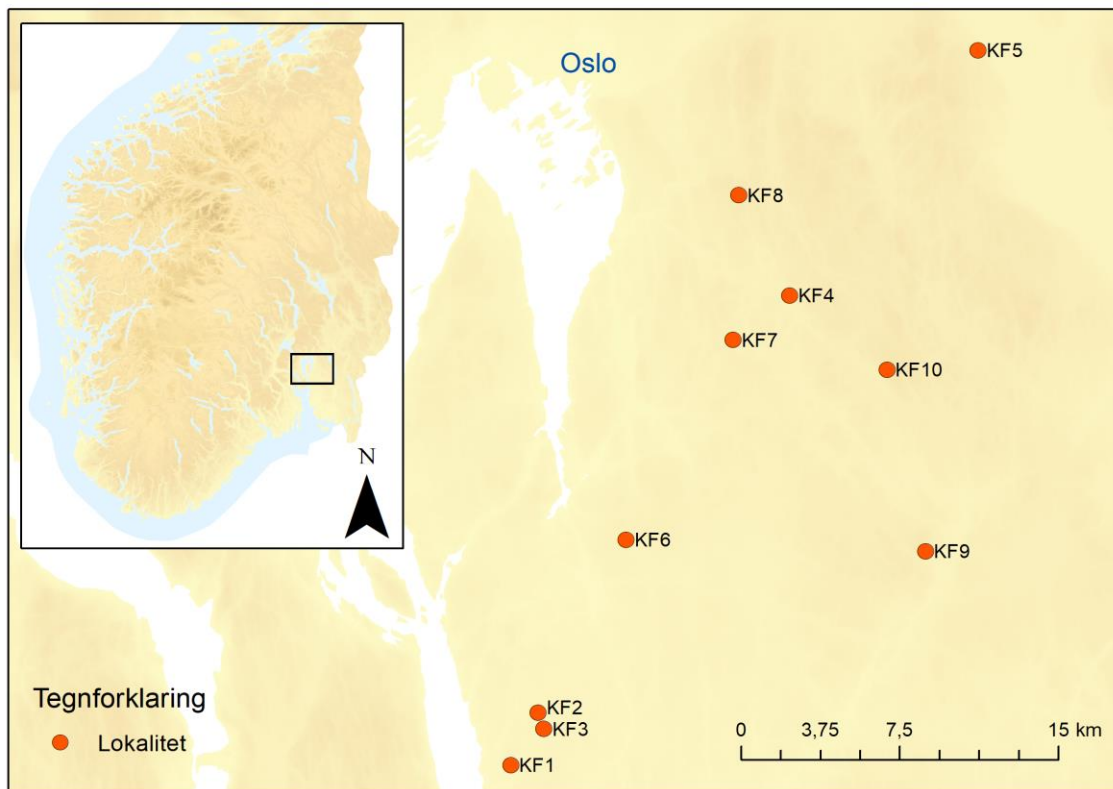 Oslo
KF5
KF8
KF4
KF7
KF10
N
KF6
KF9
KF2
KF3
KF1
Tegnforklaring
Lokalitet
0 3,75 7,5 15 km